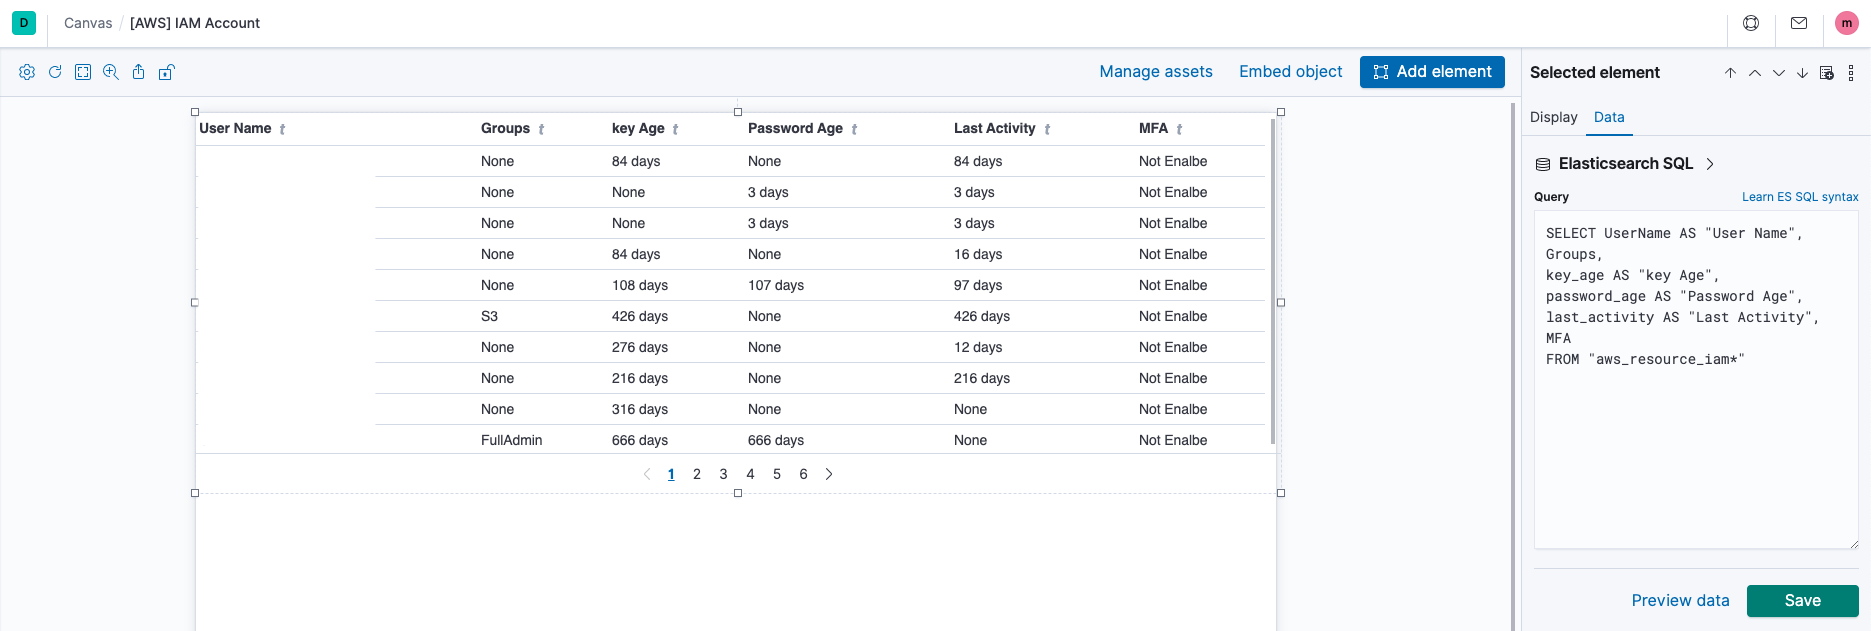 D Canvas / [AWS] IAM Account m
Manage assets Embed object Add element
Selected element
Display Data
Elasticsearch SQL
Query Learn ES SQL syntax
SELECT UserName AS "User Name",
Groups,
key_age AS "key Age",
password_age AS "Password Age",
last_activity AS "Last Activity",
MFA
FROM "aws_resource_iam*"
Preview data Save
User Name t Groups t key Age t Password Age t Last Activity t MFA t
None 84 days None 84 days Not Enalbe
None None 3 days 3 days Not Enalbe
None None 3 days 3 days Not Enalbe
None 84 days None 16 days Not Enalbe
None 108 days 107 days 97 days Not Enalbe
S3 426 days None 426 days Not Enalbe
None 276 days None 12 days Not Enalbe
None 216 days None 216 days Not Enalbe
None 316 days None None Not Enalbe
FullAdmin 666 days 666 days None Not Enalbe
1 2 3 4 5 6